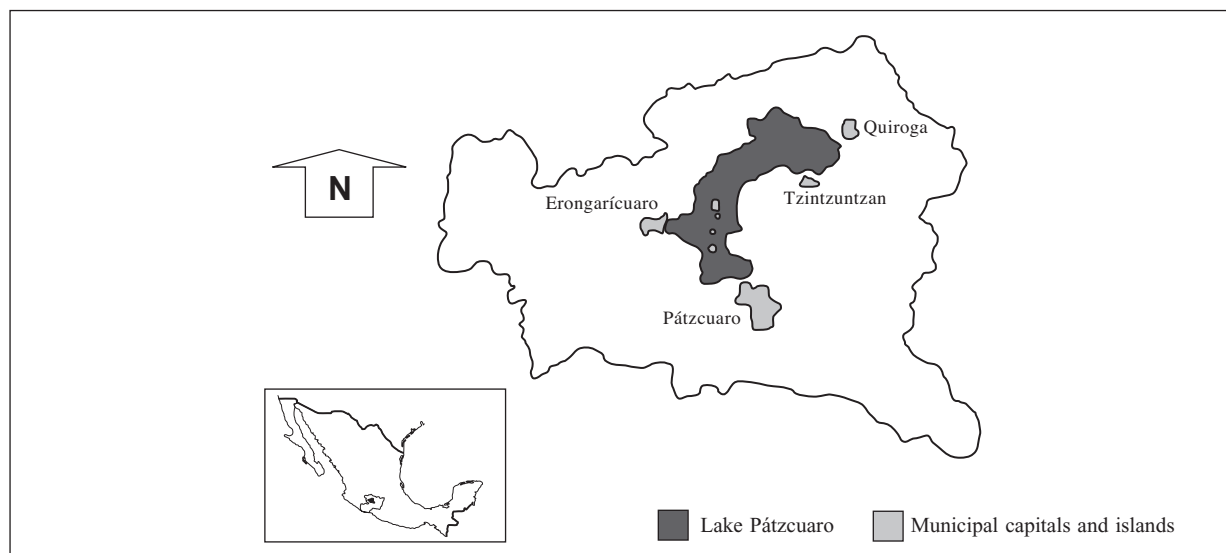 Quiroga
Tzintzuntzan
Erongarícuaro
N
Pátzcuaro
Lake Pátzcuaro
Municipal capitals and islands